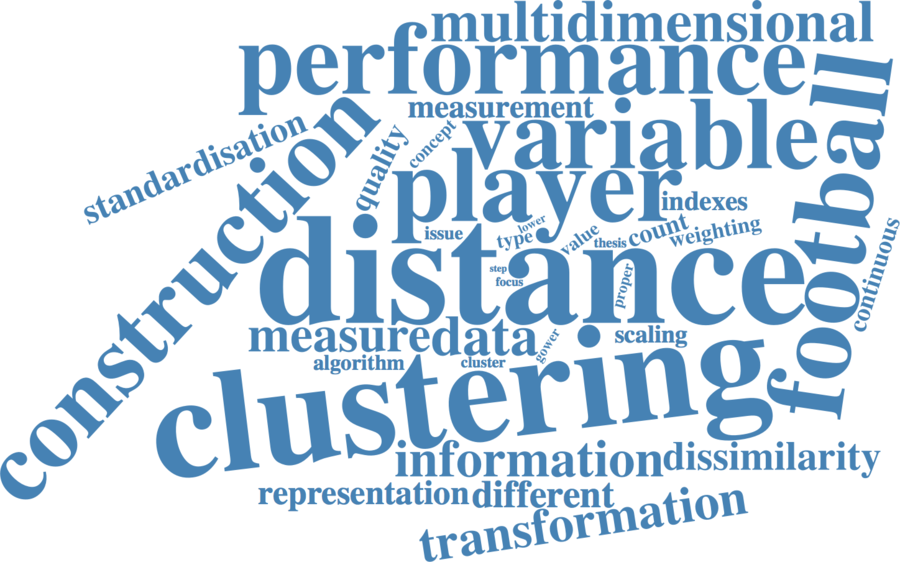 multidimensional
performance
measurement
football
standardisation
construction
quality
concept
variable
player
indexes
issue
type
lower
value
thesis
count
weighting
continuous
distance
step
focus
proper
measure
data
gower
scaling
algorithm
cluster
clustering
information
dissimilarity
representation
different
transformation